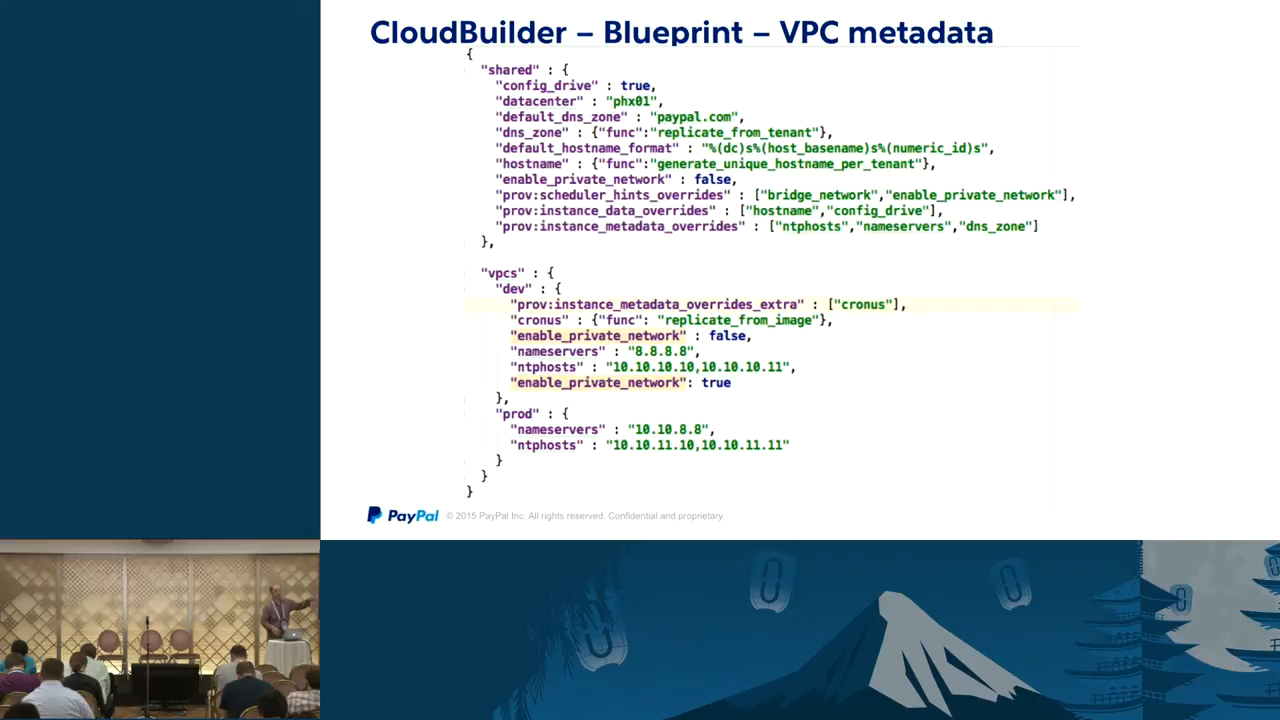 CloudBuilder – Blueprint – VPC metadata
{
"shared" : {
"config_drive" : true,
"datacenter" : "phx01",
"default_dns_zone" : "paypal.com",
"dns_zone" : {"func":"replicate_from_tenant"},
"default_hostname_format" : "%(dc)s%(host_basename)s%(numeric_id)s",
"hostname" : {"func":"generate_unique_hostname_per_tenant"},
"enable_private_network" : false,
"prov:scheduler_hints_overrides" : ["bridge_network","enable_private_network"],
"prov:instance_data_overrides" : ["hostname","config_drive"],
"prov:instance_metadata_overrides" : ["ntphosts","nameservers","dns_zone"]
},
"vpcs" : {
"dev" : {
"prov:instance_metadata_overrides_extra" : ["cronus"],
"cronus" : {"func": "replicate_from_image"},
"enable_private_network" : false,
"nameservers" : "8.8.8.8",
"ntphosts" : "10.10.10.10,10.10.10.11",
"enable_private_network": true
},
"prod" : {
"nameservers" : "10.10.8.8",
"ntphosts" : "10.10.11.10,10.10.11.11"
}
}
}
PayPal © 2015 PayPal Inc. All rights reserved. Confidential and proprietary.